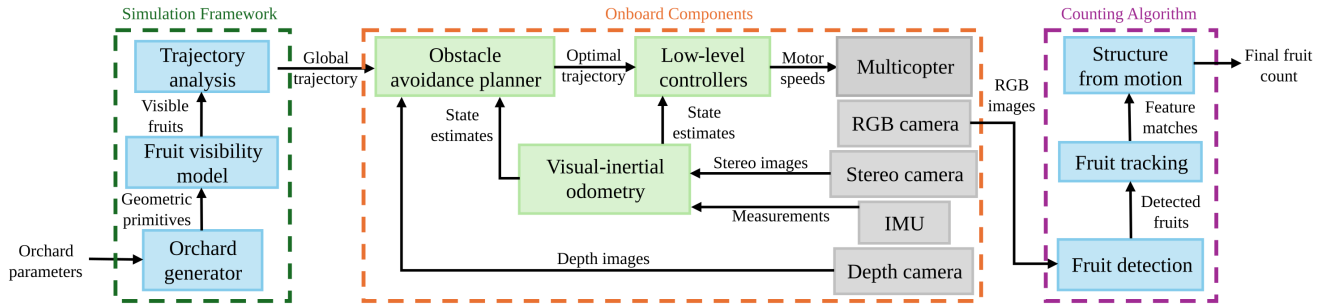 Simulation Framework
Trajectory
analysis
Visible
fruits
Fruit visibility
model
Geometric
primitives
Orchard
generator
Orchard
parameters
Global
trajectory
Onboard Components
Obstacle
avoidance planner
Optimal
trajectory
Low-level
controllers
Motor
speeds
Multicopter
RGB camera
State
estimates
State
estimates
Visual-inertial
odometry
Stereo images
Stereo camera
Measurements
IMU
Depth images
Depth camera
RGB
images
Counting Algorithm
Structure
from motion
Final fruit
count
Feature
matches
Fruit tracking
Detected
fruits
Fruit detection